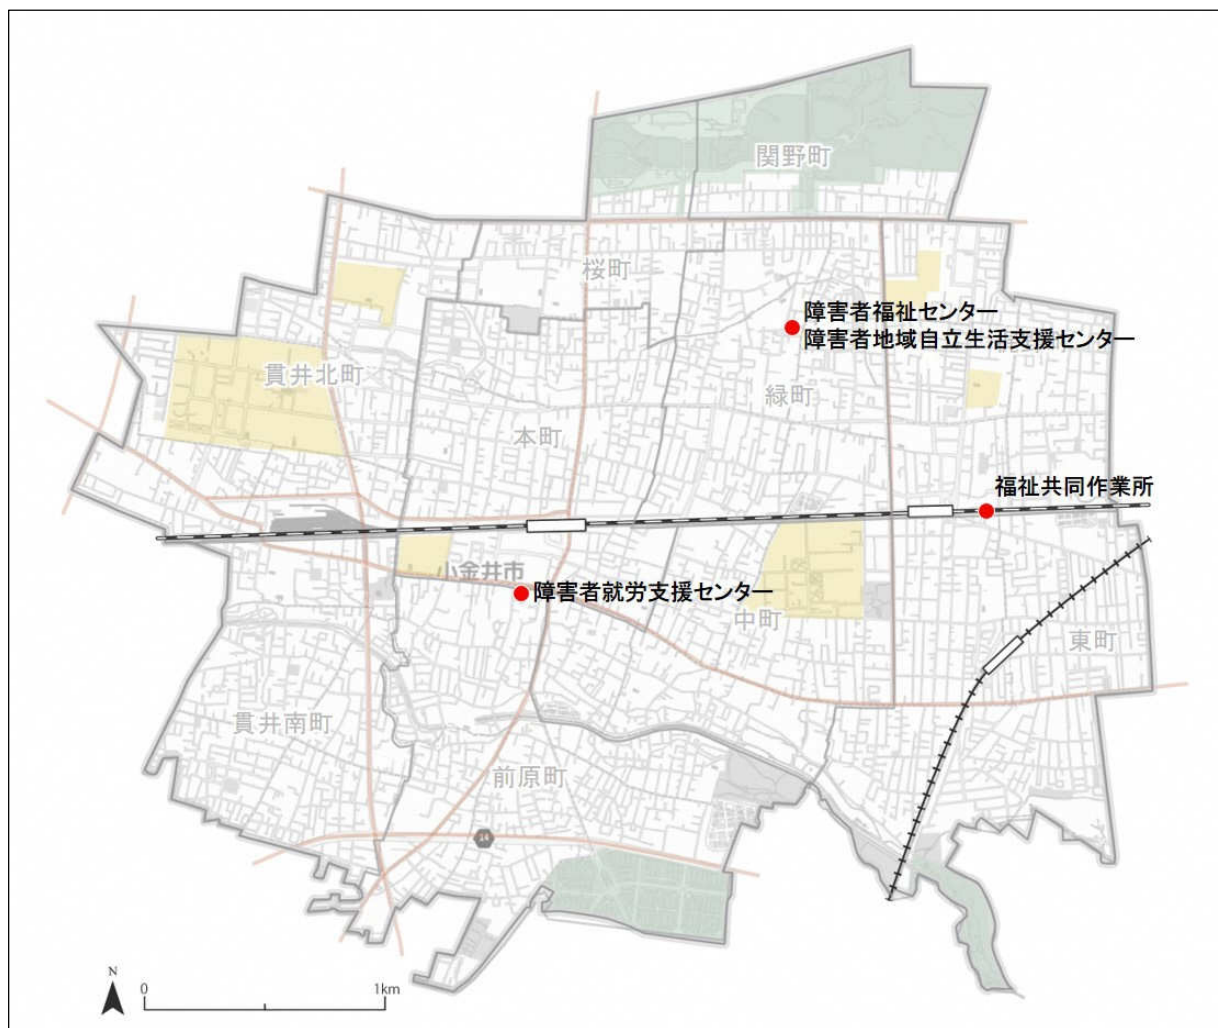 関野町
桜町
障害者福祉センター
障害者地域自立生活支援センター
貫井北町
緑町
本町
福祉共同作業所
小金井市
障害者就労支援センター
中町
東町
貫井南町
前原町
14
N
0
1km